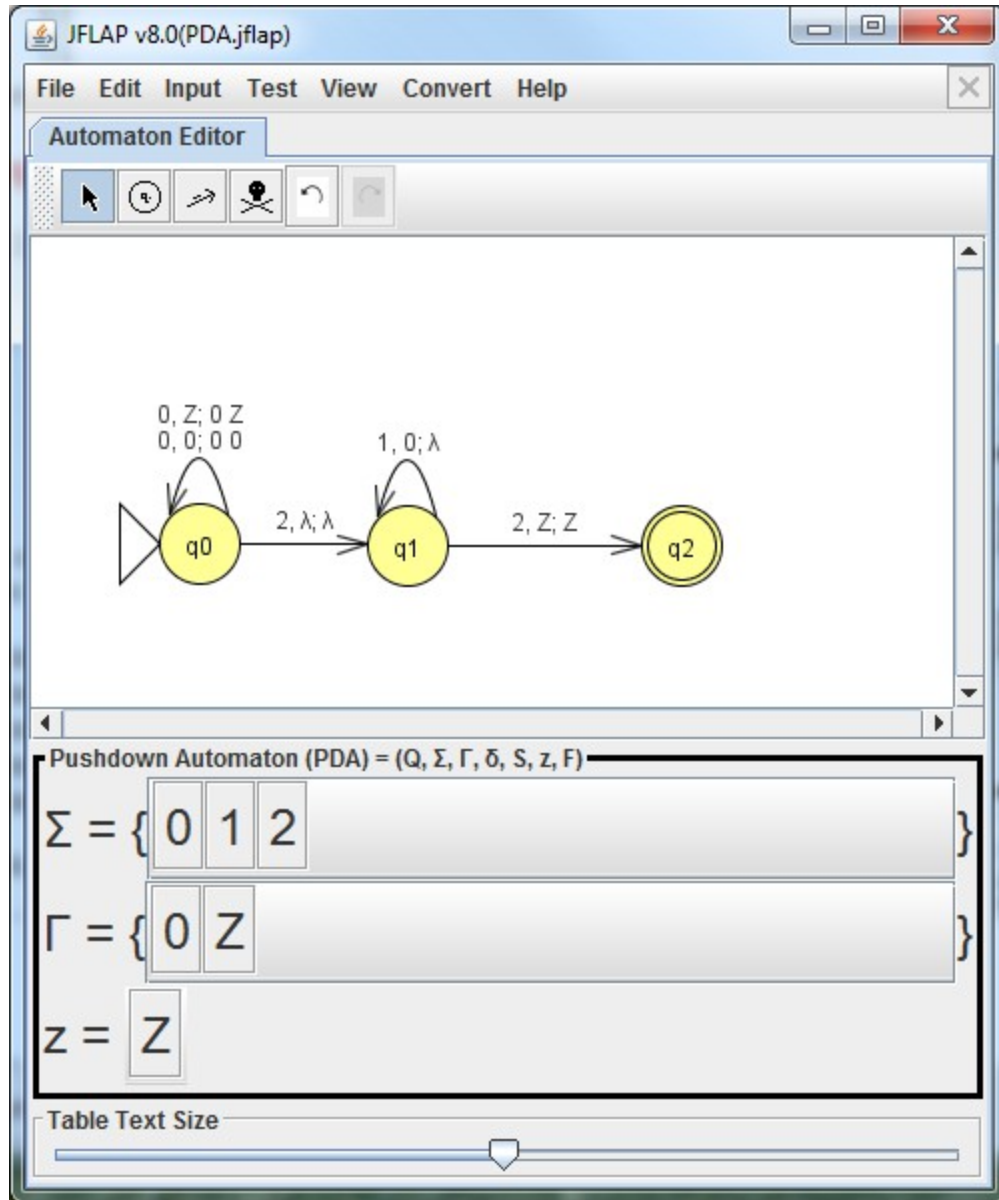 JFLAP v8.0(PDA.jflap)
File Edit Input Test View Convert Help
Automaton Editor
q
0, Z; 0 Z
0, 0; 0 0
1, 0; λ
2, λ; λ
2, Z; Z
q0
q1
q2
Pushdown Automaton (PDA) = (Q, Σ, Γ, δ, S, z, F)
Σ = { 0 1 2 }
Γ = { 0 Z }
z = Z
Table Text Size